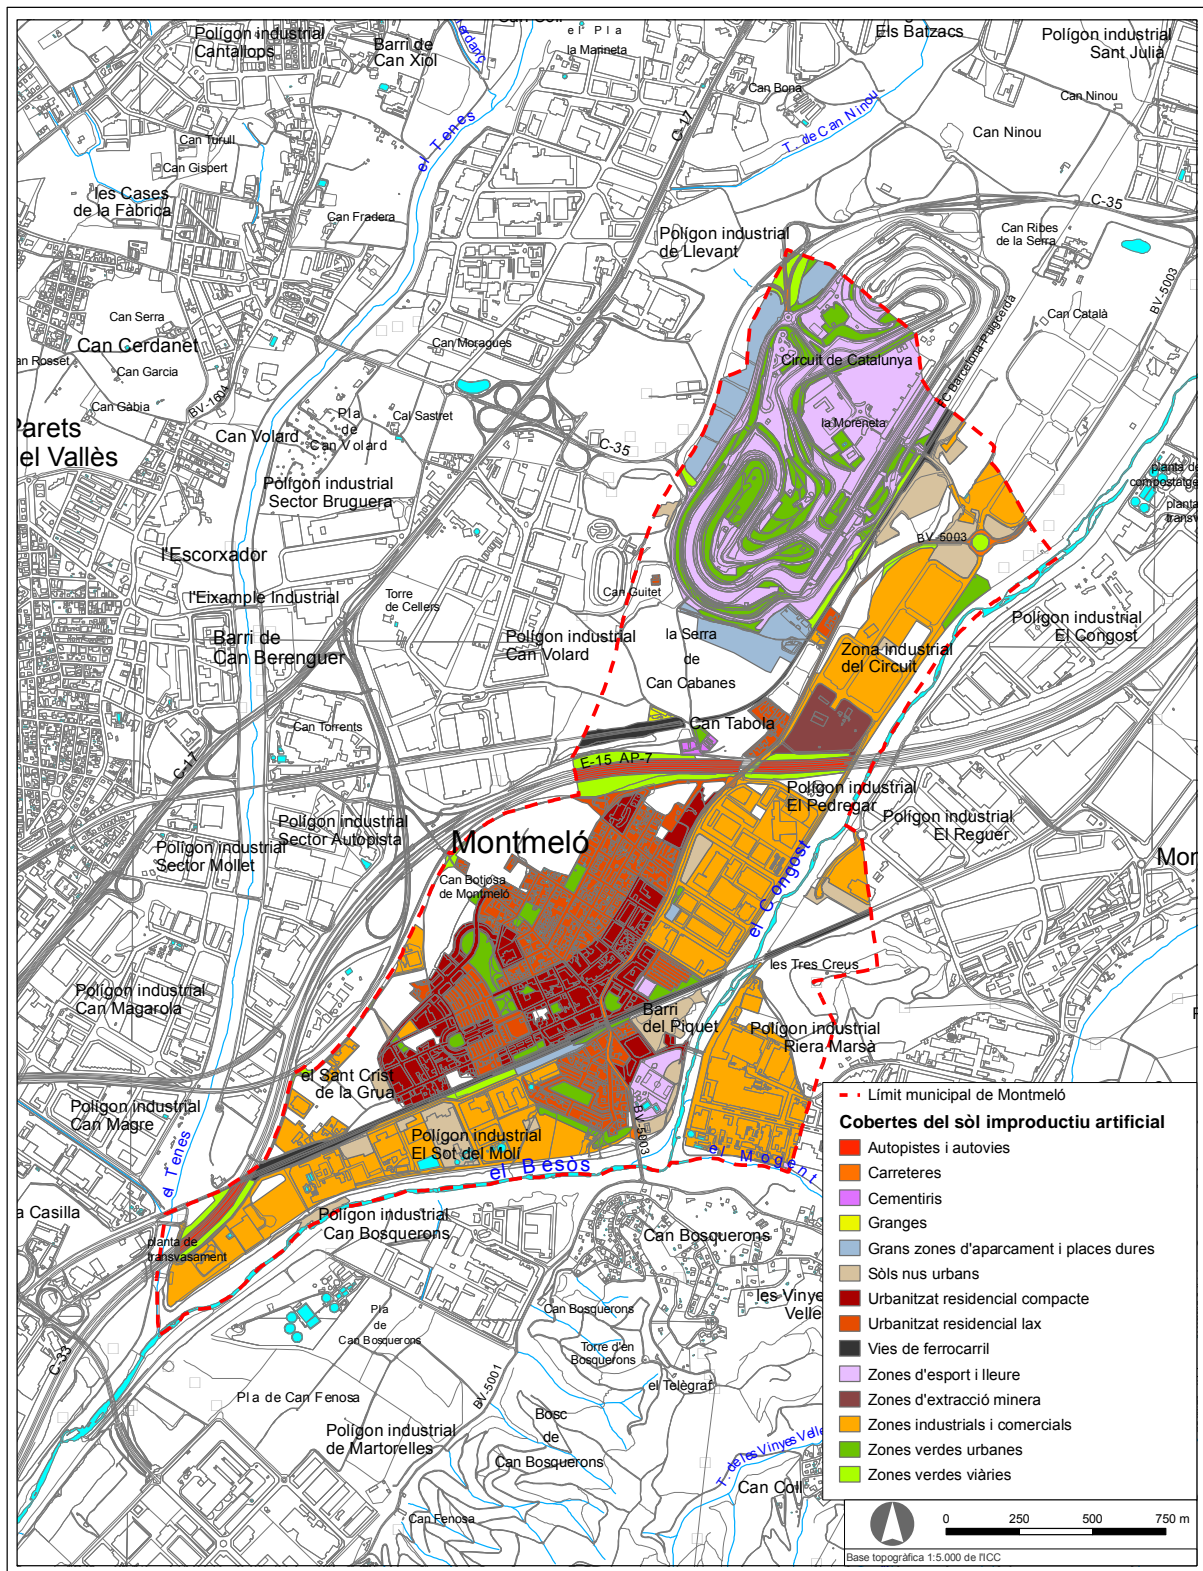 Polígon industrial
Cantallops
Barri de
Can Xiol
el Pla
la Marineta
Els Batzacs
Polígon industrial
Sant Julià
Can Bona
Can Ninou
Can Ninou
T. de Can Ninou
C-17
el Tenes
Can Turull
Can Gispert
les Cases
de la Fàbrica
Can Fradera
Polígon industrial
de Llevant
C-35
Can Ribes
de la Serra
BV-5003
Can Serra
Can Gerdanet
Can Garcia
Can Moragues
Can Català
Circuit de Catalunya
FC Barcelona-Puigcerdà
Can Gàbia
BV-1604
Can Volard
Pla
de
Can Volard
Cal Sastret
la Moreneta
C-35
Parets
del Vallès
Polígon industrial
Sector Bruguera
planta de
compostatge
l'Escorxador
BV-5003
l'Eixample Industrial
Torre
de Cellers
Can Guitet
Barri de
Can Berenguer
Polígon industrial
Can Volard
la Serra
de
Can Cabanes
Zona industrial
del Circuit
Polígon industrial
El Congost
Can Torrents
Can Tabola
C-17
E-15 AP-7
Polígon industrial
El Pedregar
Polígon industrial
Sector Autopista
Polígon industrial
Sector Mollet
Montmeló
Polígon industrial
El Reguer
Can Botjosa
de Montmeló
el Congost
les Tres Creus
Polígon industrial
Can Magarola
Barri
del Piquet
Polígon industrial
Riera Marsà
el Sant Crist
de la Grua
Polígon industrial
Can Magre
Polígon industrial
El Sot del Molí
BV-5003
el Besòs
el Mogent
el Tenes
planta de
transvasament
Polígon industrial
Can Bosquerons
Can Bosquerons
Can Bosquerons
Pla
de
Can Bosquerons
Torre d'en
Bosquerons
C-33
el Telègraf
BV-5001
Pla de Can Fenosa
Polígon industrial
de Martorelles
Bosc
de
Can Bosquerons
Can Coll
Can Fenosa
Límit municipal de Montmeló
Cobertes del sòl improductiu artificial
Autopistes i autovies
Carreteres
Cementiris
Granges
Grans zones d'aparcament i places dures
Sòls nus urbans
Urbanitzat residencial compacte
Urbanitzat residencial lax
Vies de ferrocarril
Zones d'esport i lleure
Zones d'extracció minera
Zones industrials i comercials
Zones verdes urbanes
Zones verdes viàries
0 250 500 750 m
Base topogràfica 1:5.000 de l'ICC